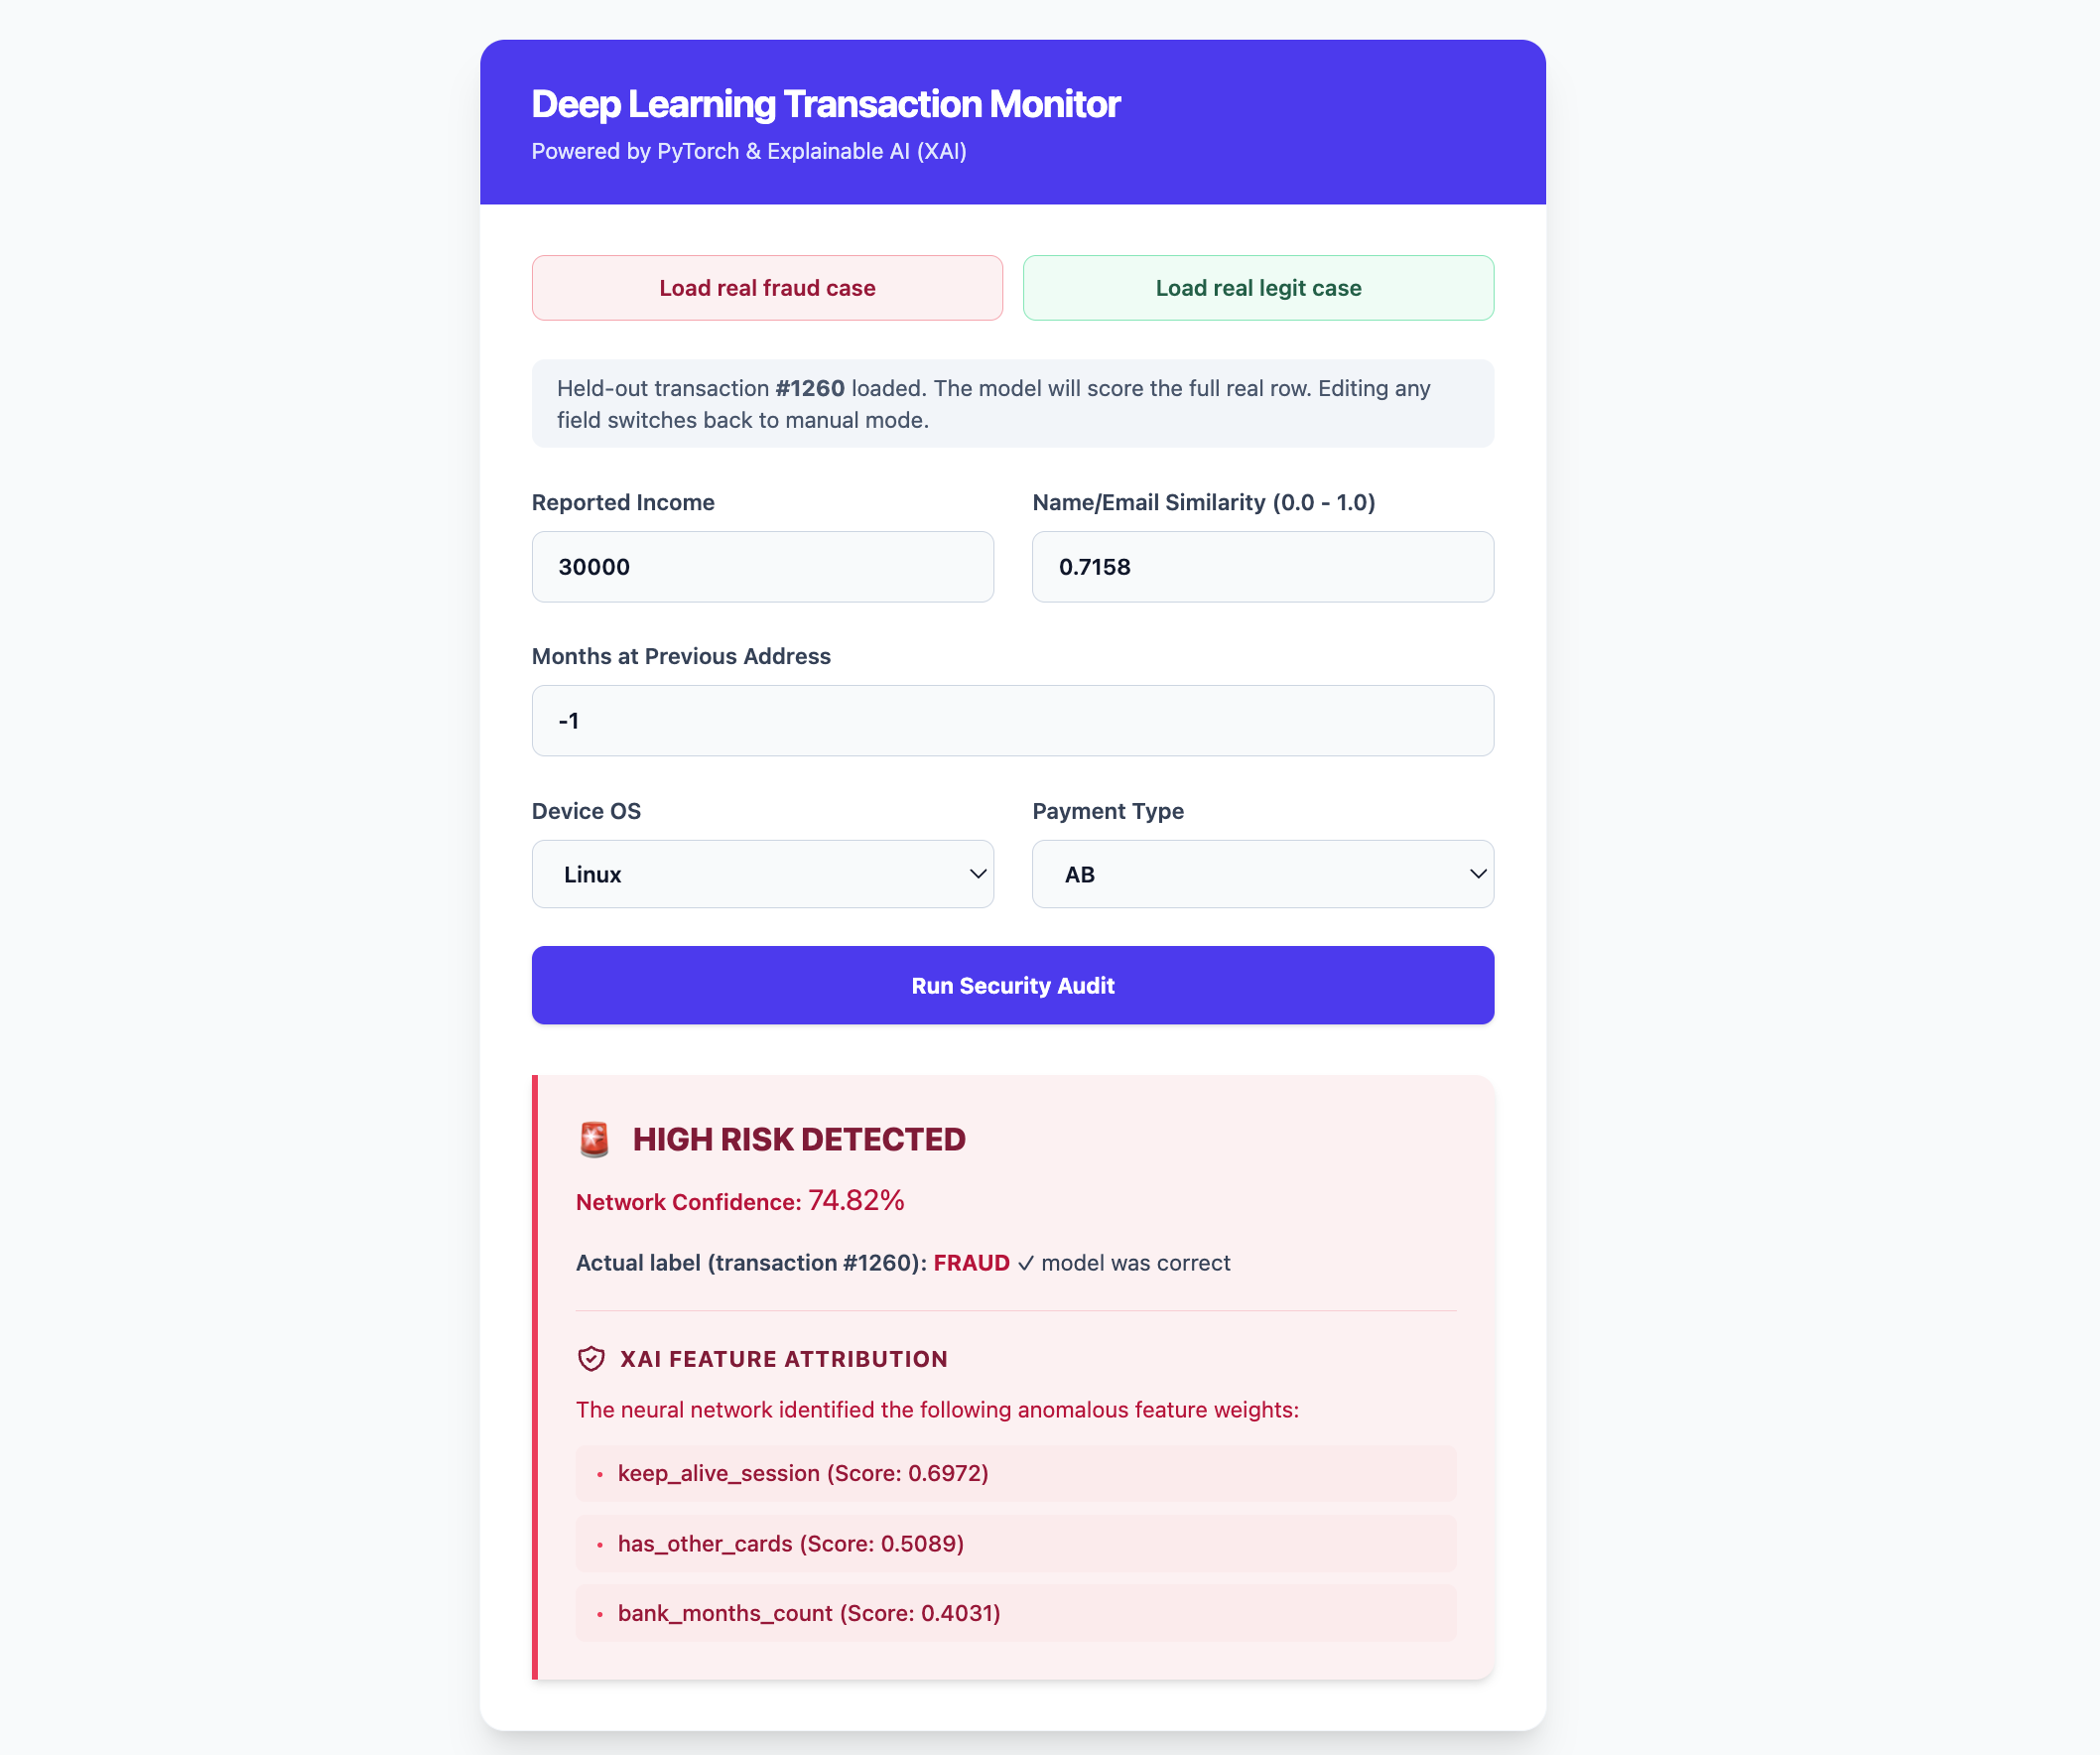 Deep Learning Transaction Monitor
Powered by PyTorch & Explainable AI (XAI)
Load real fraud case
Load real legit case
Held-out transaction #1260 loaded. The model will score the full real row. Editing any
field switches back to manual mode.
Reported Income
Name/Email Similarity (0.0 - 1.0)
30000
0.7158
Months at Previous Address
-1
Device OS
Payment Type
Linux
AB
Run Security Audit
🚨 HIGH RISK DETECTED
Network Confidence: 74.82%
Actual label (transaction #1260): FRAUD ✓ model was correct
XAI FEATURE ATTRIBUTION
The neural network identified the following anomalous feature weights:
• keep_alive_session (Score: 0.6972)
• has_other_cards (Score: 0.5089)
• bank_months_count (Score: 0.4031)